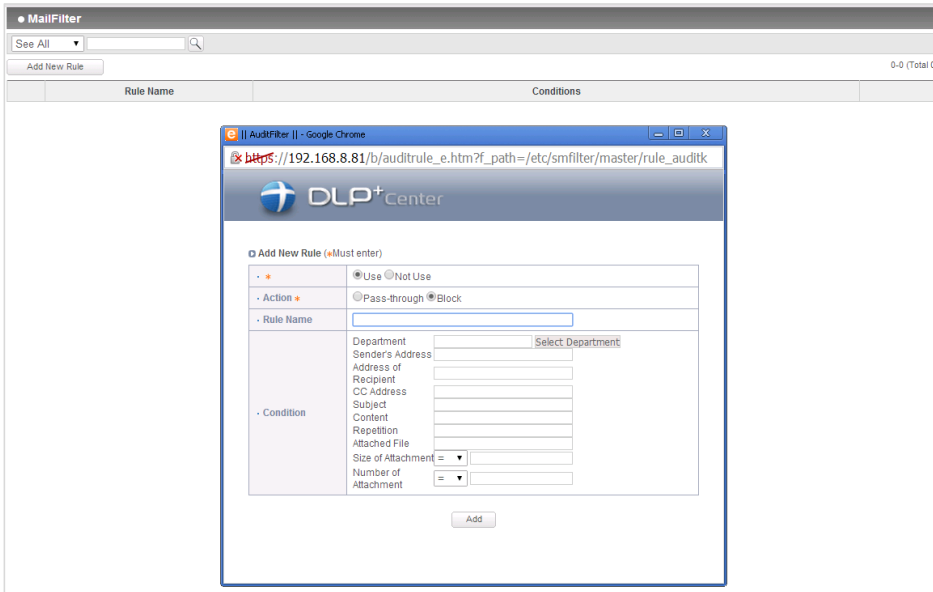 MailFilter
See All
Add New Rule
0-0 (Total 0
Rule Name Conditions
|| AuditFilter || - Google Chrome
https://192.168.8.81/b/auditrule_e.htm?f_path=/etc/smfilter/master/rule_auditk
DLP+ Center
Add New Rule (*Must enter)
· * Use Not Use
· Action * Pass-through Block
· Rule Name
Department Select Department
Sender's Address
Address of
Recipient
CC Address
Subject
· Condition Content
Repetition
Attached File
Size of Attachment =
Number of
Attachment =
Add